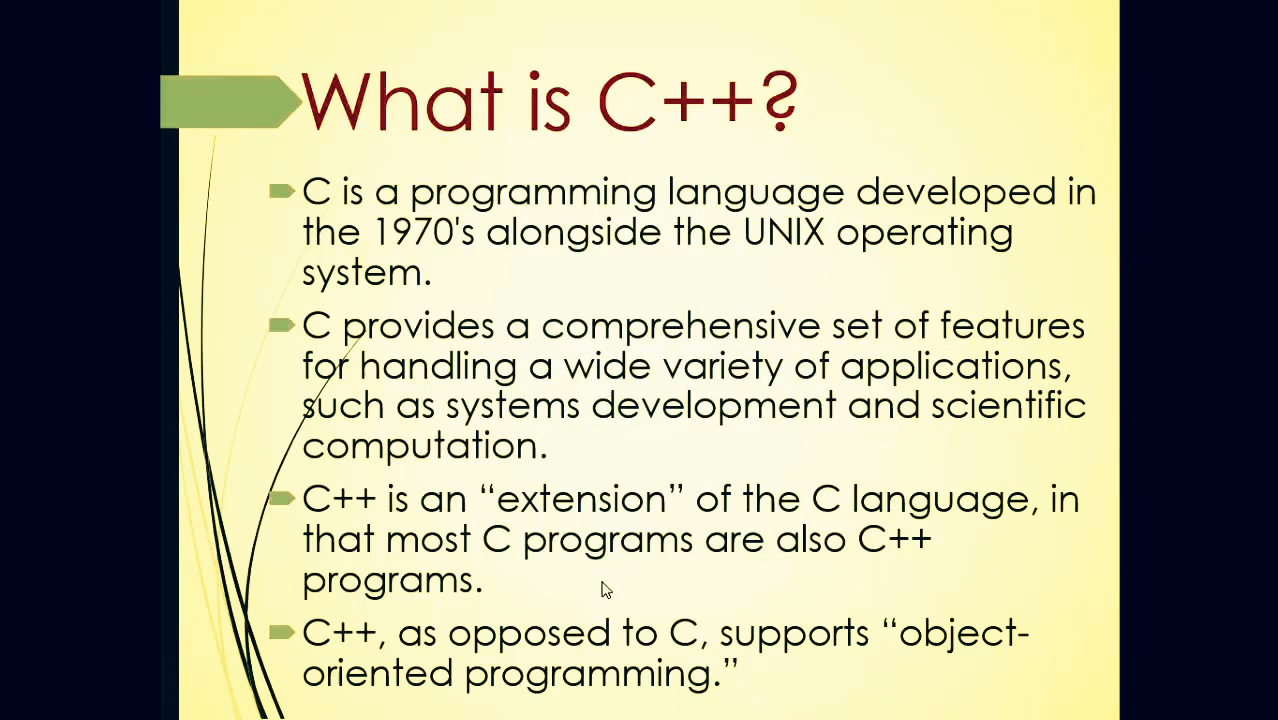 What is C++?
C is a programming language developed in
the 1970's alongside the UNIX operating
system.
C provides a comprehensive set of features
for handling a wide variety of applications,
such as systems development and scientific
computation.
C++ is an “extension” of the C language, in
that most C programs are also C++
programs.
C++, as opposed to C, supports “object-
oriented programming.”